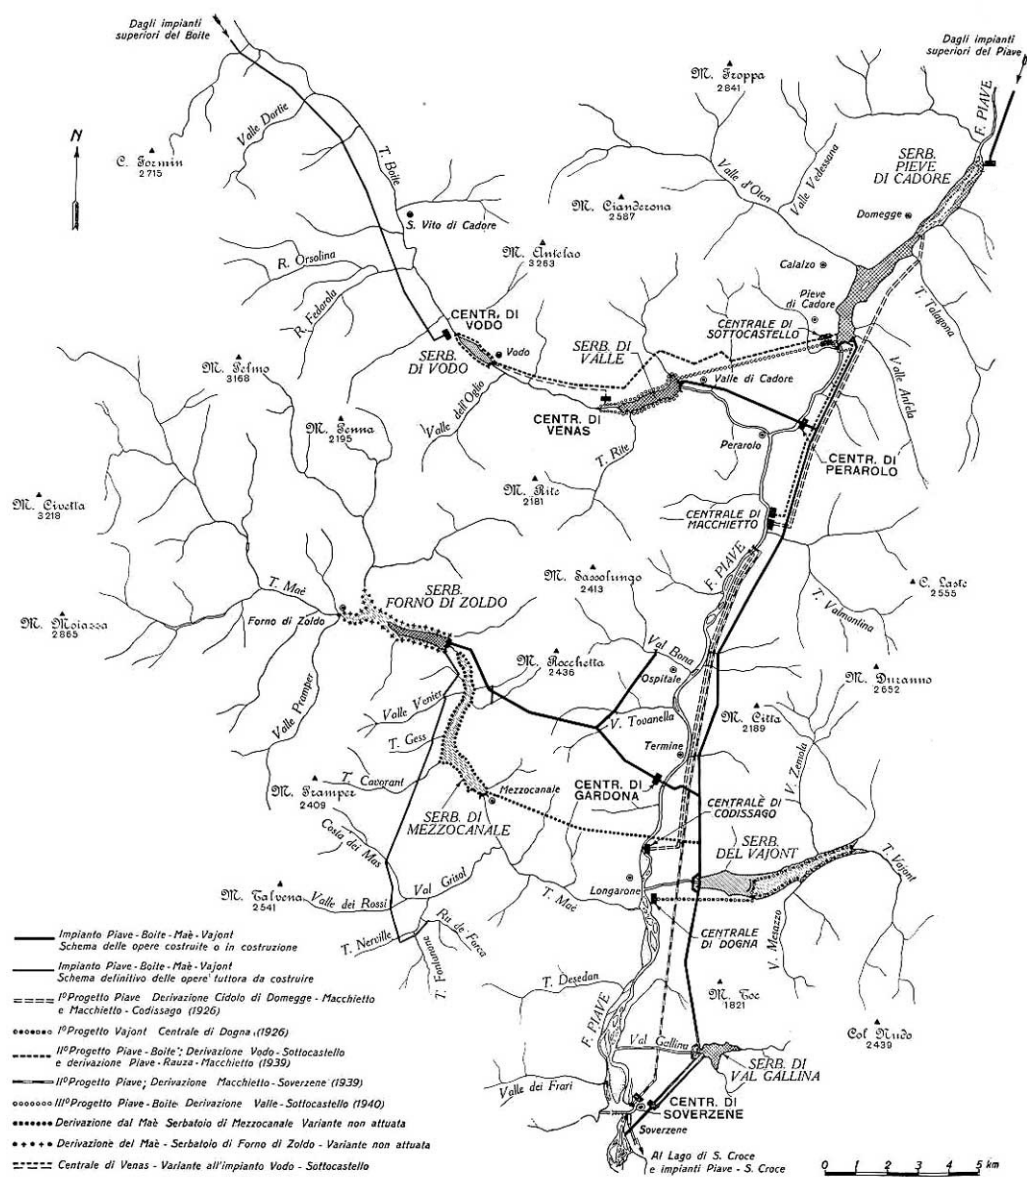 Dagli impianti
superiori del Boite
Dagli impianti
superiori del Piave
M. Froppa
2841
F. PIAVE
N
Valle Dortie
T. Boite
C. Formin
2715
SERB.
PIEVE
DI CADORE
Valle d'Oten
Valle Vedessana
M. Cianderona
2587
Domegge
S. Vito di Cadore
M. Antelao
3263
R. Orsolina
R. Federola
Calalzo
Pieve
di Cadore
T. Talagona
CENTR. DI
VODO
CENTRALE DI
SOTTOCASTELLO
SERB.
DI VODO
Vodo
SERB. DI
VALLE
M. Pelmo
3168
Valle di Cadore
Valle Anfela
Valle dell'Oglio
CENTR. DI
VENAS
M. Penna
2195
Perarolo
CENTR. DI
PERAROLO
T. Rite
M. Rite
2181
M. Civetta
3218
CENTRALE DI
MACCHIETTO
F. PIAVE
M. Sassolungo
2413
C. Laste
2555
T. Maè
SERB.
FORNO DI ZOLDO
T. Valmontina
M. Moiazza
2865
Forno di Zoldo
Val Bona
M. Rocchetta
2436
Ospitale
M. Duranno
2652
Valle Pramper
Valle Venier
V. Tovanella
M. Citta
2189
T. Gess
Termine
V. Zemola
T. Cavorant
M. Pramper
2409
Mezzocanale
CENTR. DI
GARDONA
CENTRALE DI
CODISSAGO
SERB. DI
MEZZOCANALE
Costa dei Mas
SERB.
DEL VAJONT
T. Vajont
Val Grisol
Longarone
M. Talvena
2541
Valle dei Rossi
T. Maè
CENTRALE
DI DOGNA
V. Mesazzo
Ru de' Farca
T. Nerville
T. Fontanone
T. Desedan
M. Toc
1821
F. PIAVE
Col Nudo
2439
Val Gallina
SERB. DI
VAL GALLINA
Valle dei Frari
CENTR. DI
SOVERZENE
Soverzene
Al Lago di S. Croce
e impianti Piave - S. Croce
0 1 2 3 4 5 km
Impianto Piave - Boite - Maè - Vajont
Schema delle opere costruite o in costruzione
Impianto Piave - Boite - Maè - Vajont
Schema definitivo delle opere tuttora da costruire
I° Progetto Piave Derivazione Cidolo di Domegge - Macchietto
e Macchietto - Codissago (1926)
I° Progetto Vajont Centrale di Dogna (1926)
II° Progetto Piave - Boite; Derivazione Vodo - Sottocastello
e derivazione Piave - Rauza - Macchietto (1939)
II° Progetto Piave; Derivazione Macchietto - Soverzene (1939)
III° Progetto Piave - Boite Derivazione Valle - Sottocastello (1940)
Derivazione dal Maè Serbatoio di Mezzocanale Variante non attuata
Derivazione del Maè - Serbatoio di Forno di Zoldo - Variante non attuata
Centrale di Venas - Variante all'impianto Vodo - Sottocastello